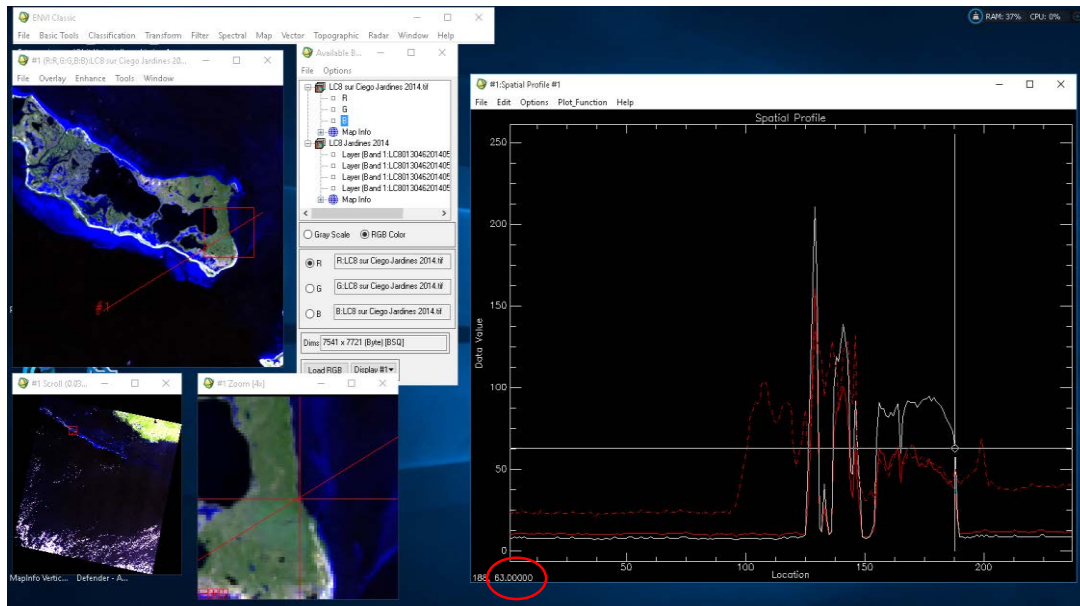 ENVI Classic
File Basic Tools Classification Transform Filter Spectral Map Vector Topographic Radar Window Help
RAM: 37% CPU: 0%
#1 (R:R,G:G,B:B):LC8 sur Ciego Jardines 20...
File Overlay Enhance Tools Window
#1
Available B...
File Options
LC8 sur Ciego Jardines 2014.tif
R
G
B
Map Info
LC8 Jardines 2014
Layer (Band 1:LC8013046201405
Layer (Band 1:LC8013046201405
Layer (Band 1:LC8013046201405
Map Info
Gray Scale RGB Color
R R:LC8 sur Ciego Jardines 2014.tif
G G:LC8 sur Ciego Jardines 2014.tif
B B:LC8 sur Ciego Jardines 2014.tif
Dims 7541 x 7721 (Byte) [BSQ]
Load RGB Display #1
#1 Scroll (0.03...
#1 Zoom [4x]
MapInfo Vertic... Defender - A...
#1:Spatial Profile #1
File Edit Options Plot_Function Help
Spatial Profile
250
200
150
100
50
0
Data Value
50 100 150 200
Location
188, 63.00000